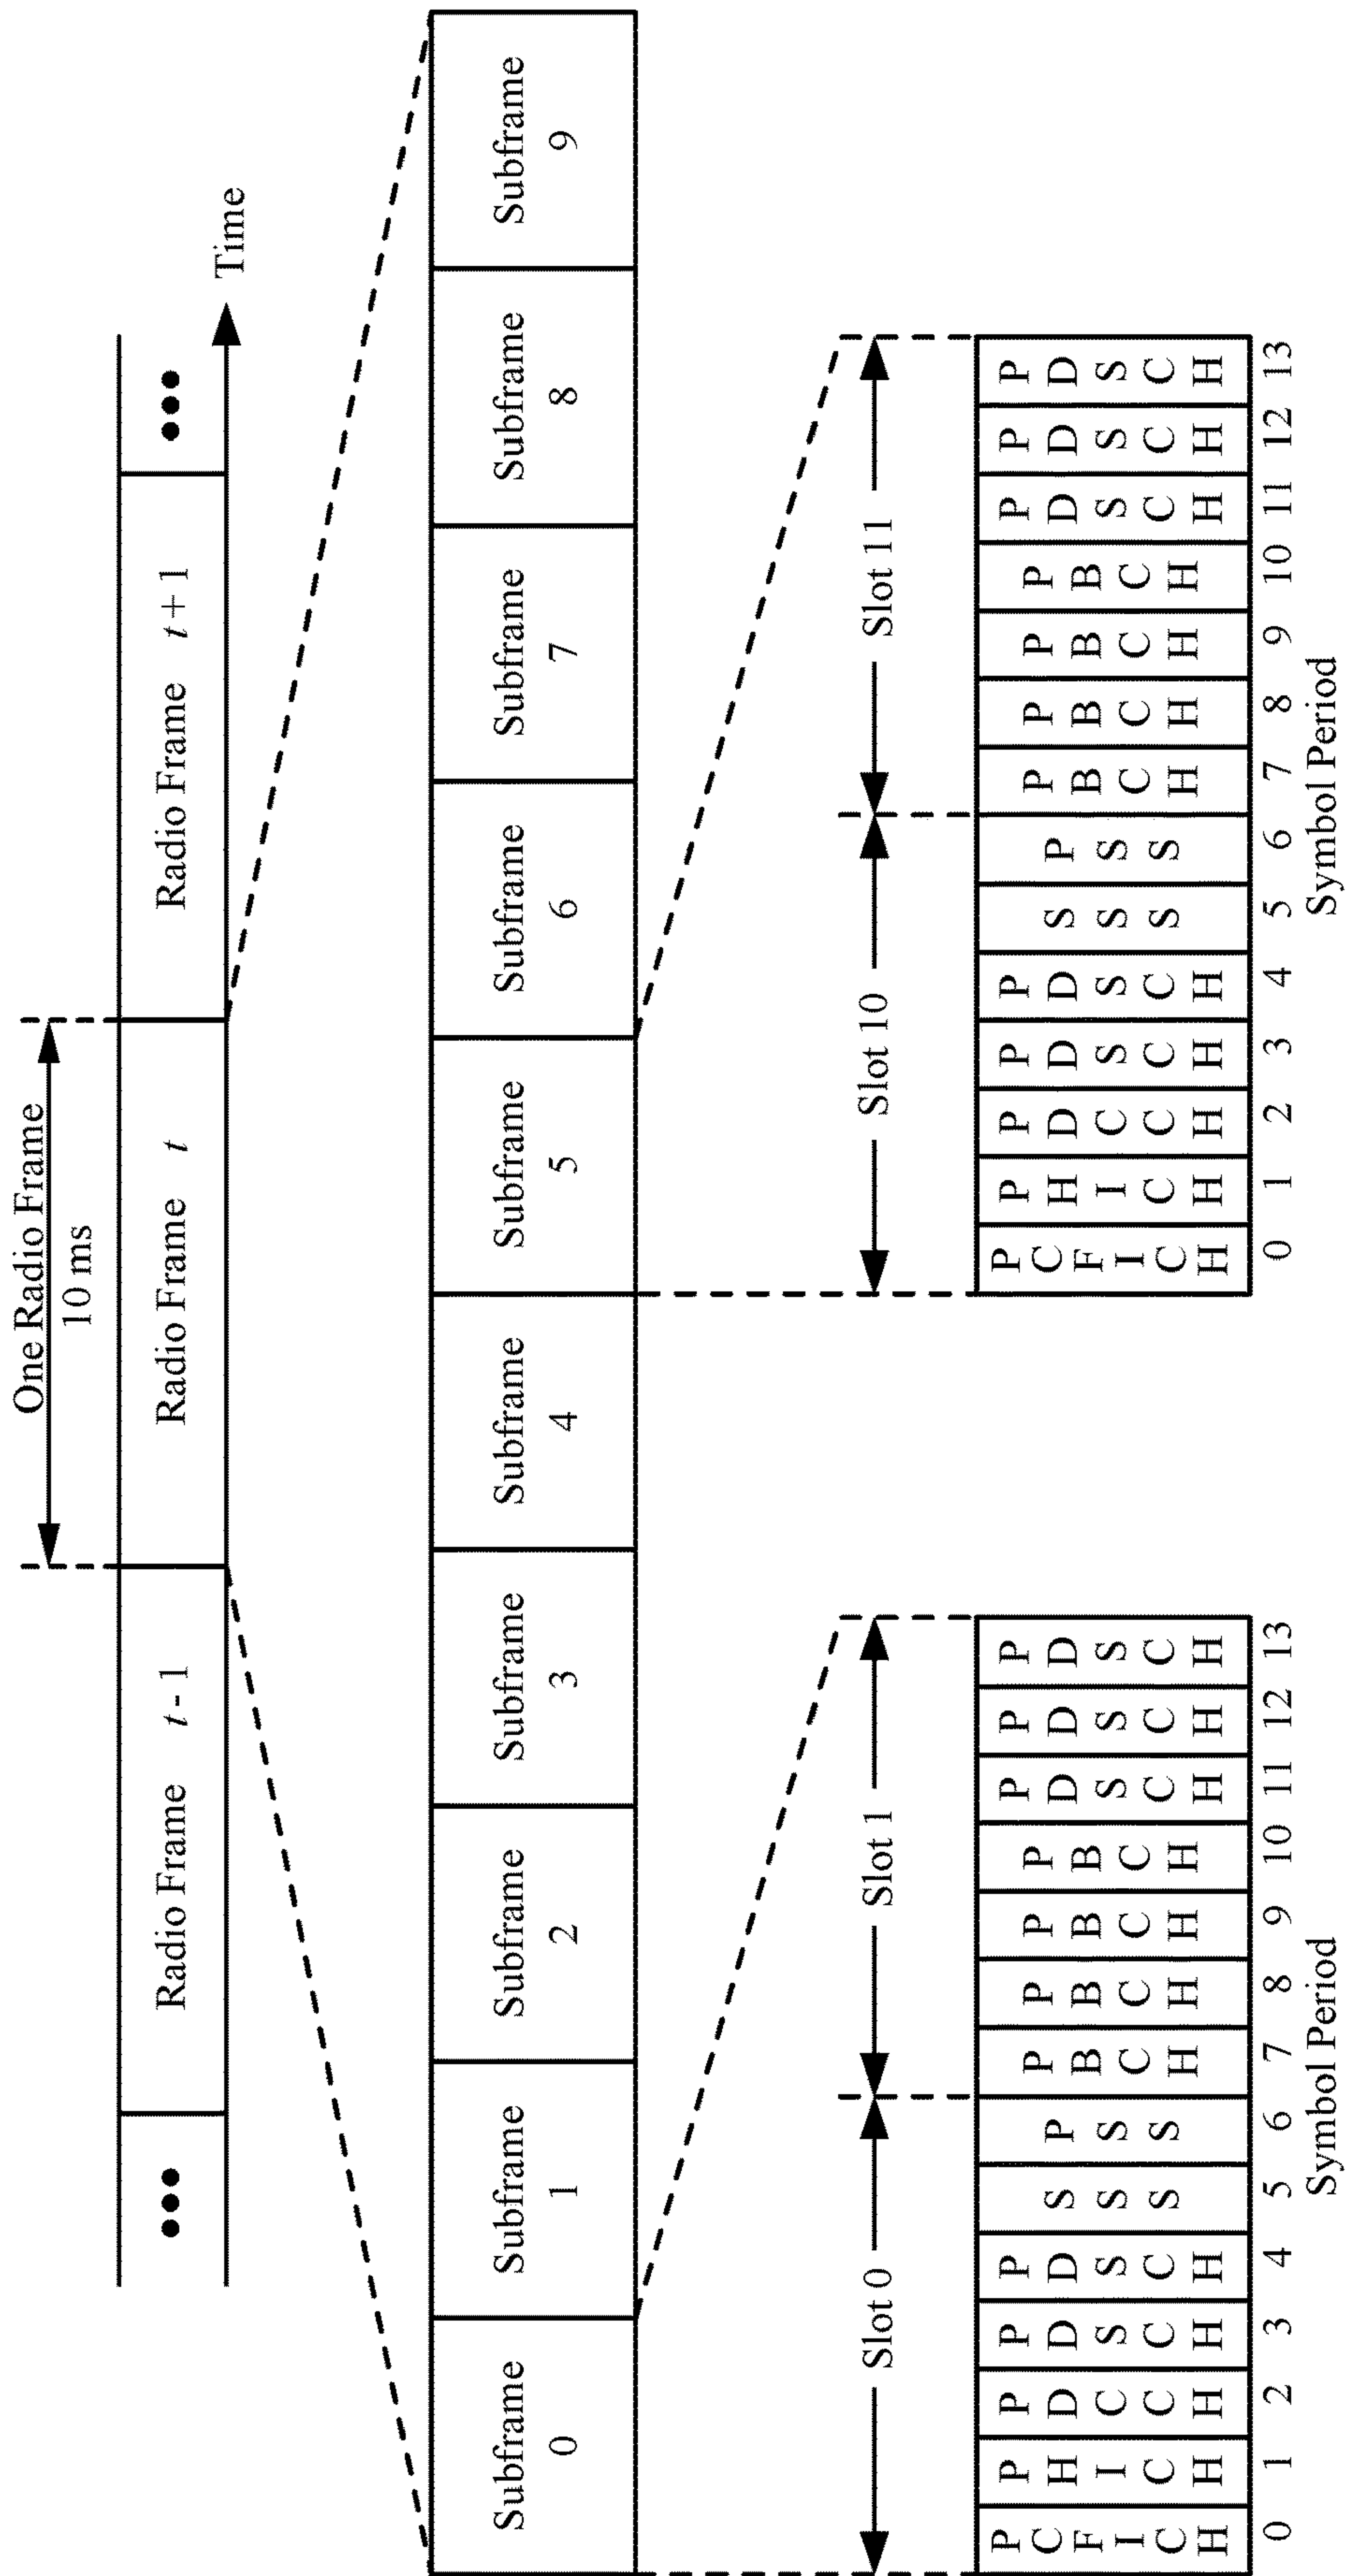 One Radio Frame
10 ms
••• Radio Frame t - 1 Radio Frame t Radio Frame t + 1 •••
Time
Subframe 0
Subframe 1
Subframe 2
Subframe 3
Subframe 4
Subframe 5
Subframe 6
Subframe 7
Subframe 8
Subframe 9
Slot 0 Slot 1
PCFICH PHICH PDCCH PDSCH PDSCH SSS PSS PBCH PBCH PBCH PBCH PDSCH PDSCH PDSCH
0 1 2 3 4 5 6 7 8 9 10 11 12 13
Symbol Period
Slot 10 Slot 11
PCFICH PHICH PDCCH PDSCH PDSCH SSS PSS PBCH PBCH PBCH PBCH PDSCH PDSCH PDSCH
0 1 2 3 4 5 6 7 8 9 10 11 12 13
Symbol Period